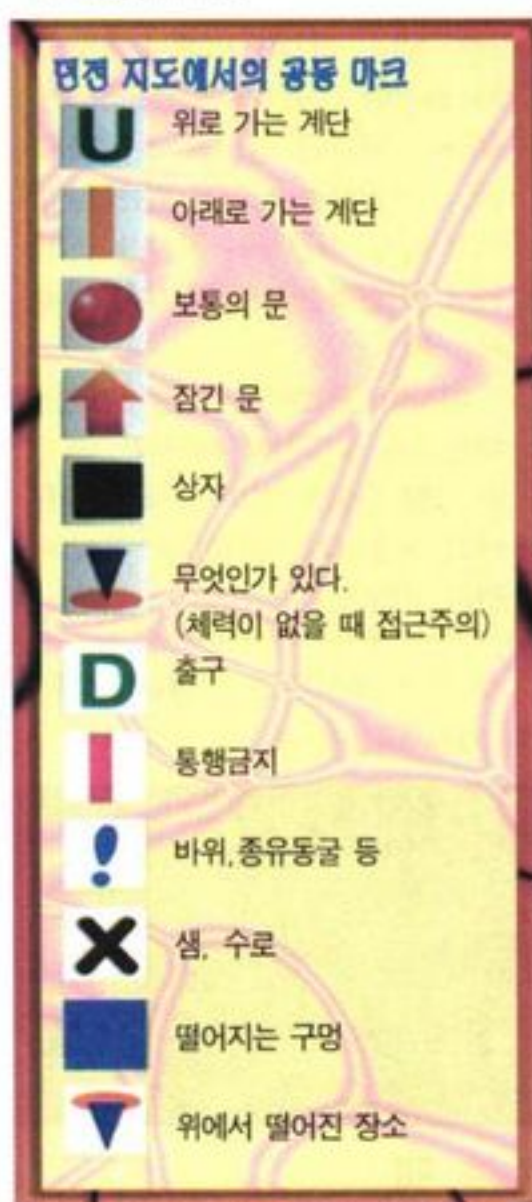 던전 지도에서의 공동 마크
U 위로 가는 계단
아래로 가는 계단
보통의 문
잠긴 문
상자
무엇인가 있다.
(체력이 없을 때 접근주의)
D 출구
통행금지
! 바위, 종유동굴 등
X 샘, 수로
떨어지는 구멍
위에서 떨어진 장소